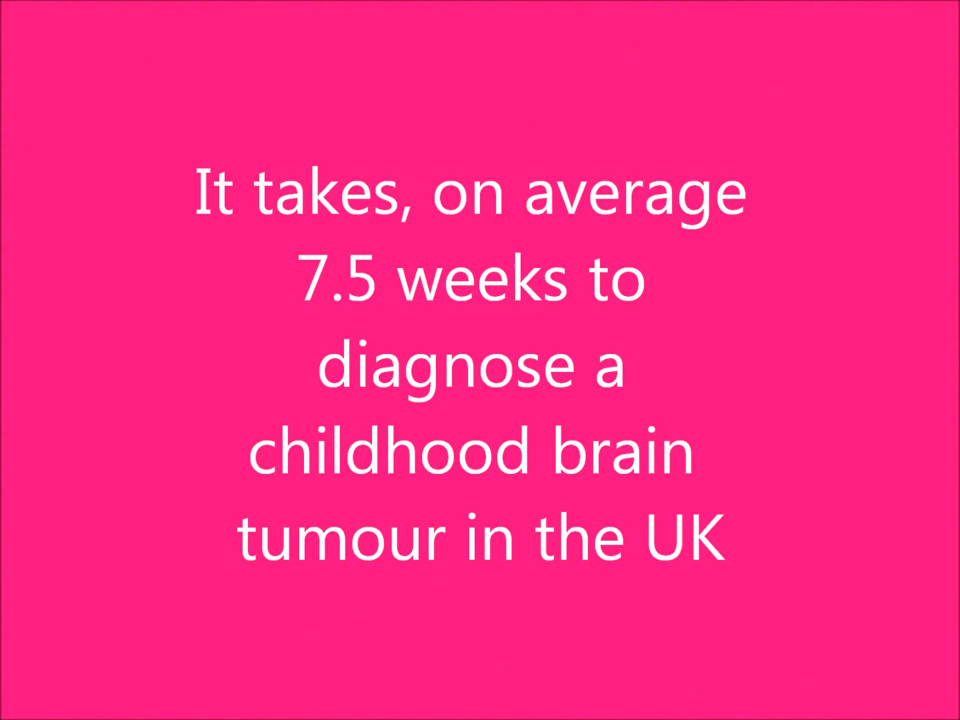 It takes, on average
7.5 weeks to
diagnose a
childhood brain
tumour in the UK